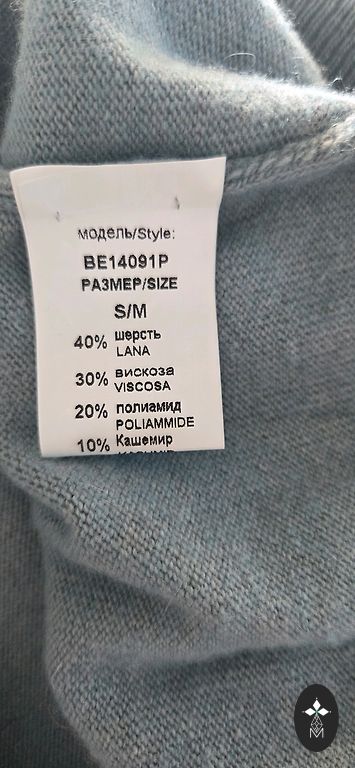 модель/Style:
BE14091P
РАЗМЕР/SIZE
S/M
40% шерсть
LANA
30% вискоза
VISCOSA
20% полиамид
POLIAMMIDE
10% Кашемир
M